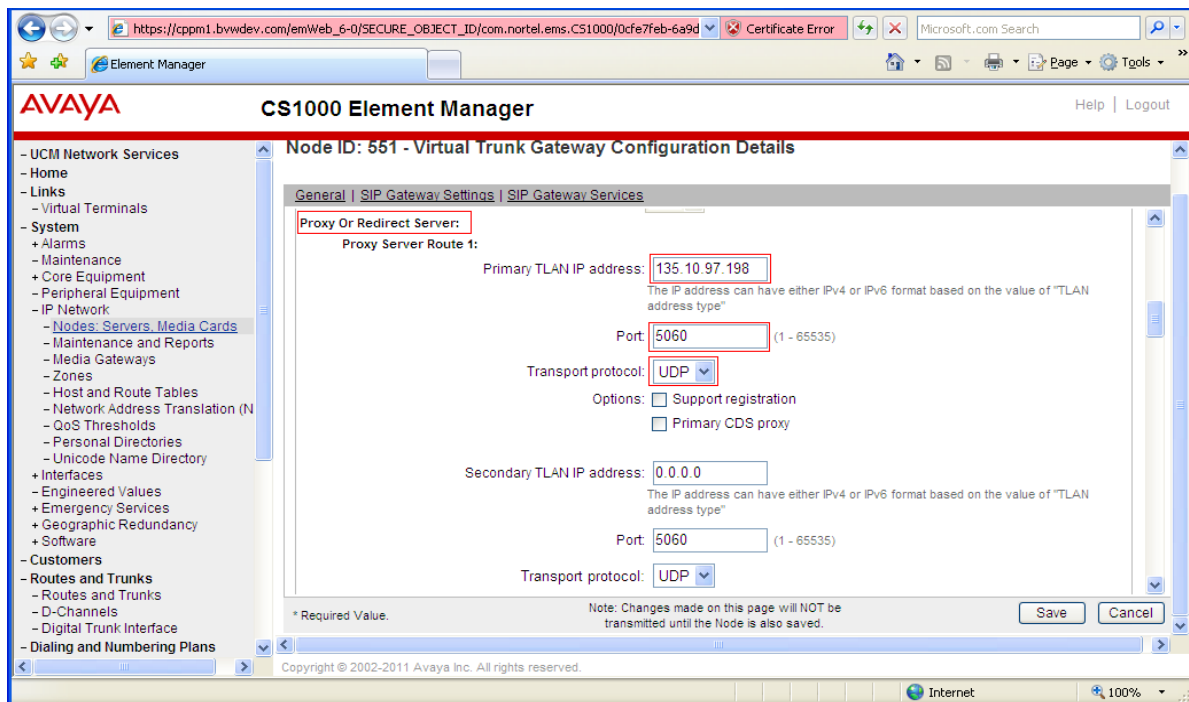 https://cppm1.bvwdev.com/emWeb_6-0/SECURE_OBJECT_ID/com.nortel.ems.CS1000/0cfe7feb-6a9d
Certificate Error
Microsoft.com Search
Element Manager
Page
Tools
»
AVAYA
CS1000 Element Manager
Help | Logout
- UCM Network Services
- Home
- Links
- Virtual Terminals
- System
+ Alarms
- Maintenance
+ Core Equipment
- Peripheral Equipment
- IP Network
- Nodes: Servers, Media Cards
- Maintenance and Reports
- Media Gateways
- Zones
- Host and Route Tables
- Network Address Translation (N
- QoS Thresholds
- Personal Directories
- Unicode Name Directory
+ Interfaces
- Engineered Values
+ Emergency Services
+ Geographic Redundancy
+ Software
- Customers
- Routes and Trunks
- Routes and Trunks
- D-Channels
- Digital Trunk Interface
- Dialing and Numbering Plans
Node ID: 551 - Virtual Trunk Gateway Configuration Details
General | SIP Gateway Settings | SIP Gateway Services
Proxy Or Redirect Server:
Proxy Server Route 1:
Primary TLAN IP address: 135.10.97.198
The IP address can have either IPv4 or IPv6 format based on the value of "TLAN
address type"
Port: 5060 (1 - 65535)
Transport protocol: UDP
Options: Support registration
Primary CDS proxy
Secondary TLAN IP address: 0.0.0.0
The IP address can have either IPv4 or IPv6 format based on the value of "TLAN
address type"
Port: 5060 (1 - 65535)
Transport protocol: UDP
* Required Value.
Note: Changes made on this page will NOT be
transmitted until the Node is also saved.
Save
Cancel
Copyright © 2002-2011 Avaya Inc. All rights reserved.
Internet
100%